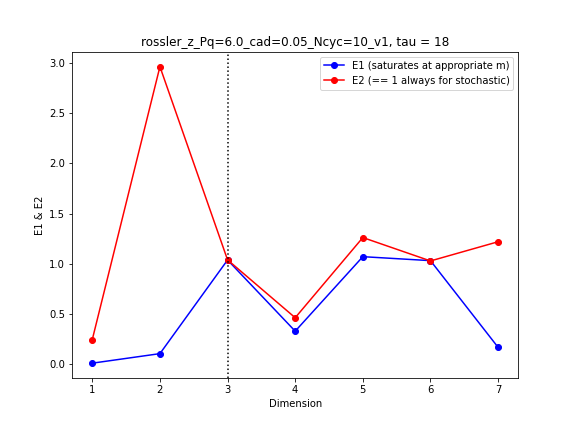 rossler_z_Pq=6.0_cad=0.05_Ncyc=10_v1, tau = 18
E1 (saturates at appropriate m)
E2 (== 1 always for stochastic)
3.0
2.5
2.0
1.5
1.0
0.5
0.0
E1 & E2
1 2 3 4 5 6 7
Dimension